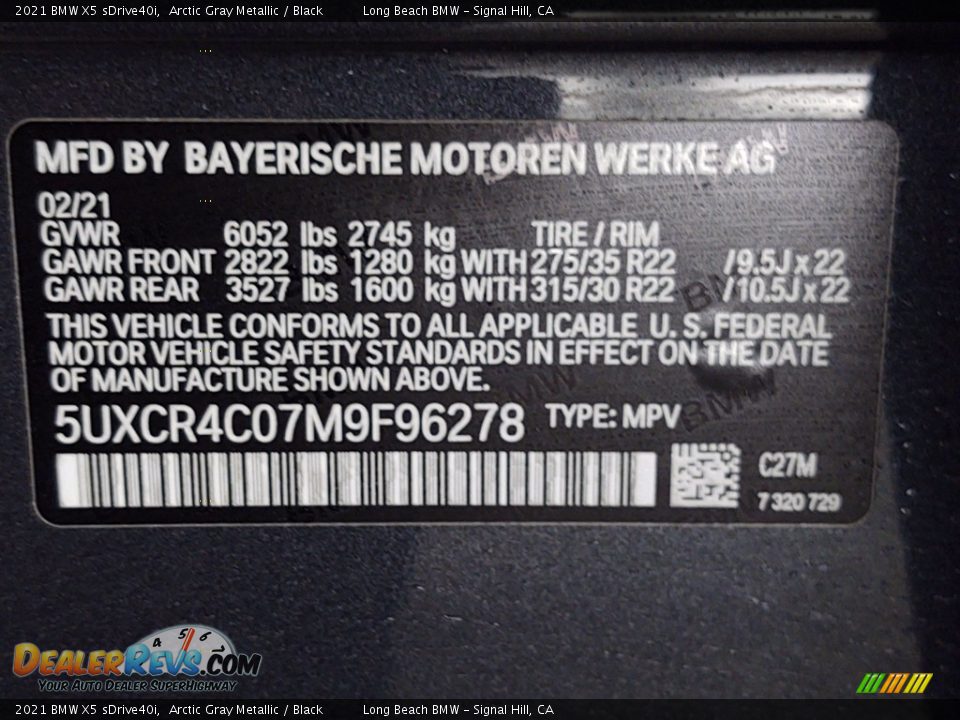 2021 BMW X5 sDrive40i, Arctic Gray Metallic / Black Long Beach BMW - Signal Hill, CA
MFD BY BAYERISCHE MOTOREN WERKE AG
02/21
GVWR 6052 lbs 2745 kg TIRE / RIM
GAWR FRONT 2822 lbs 1280 kg WITH 275/35 R22 / 9.5J x 22
GAWR REAR 3527 lbs 1600 kg WITH 315/30 R22 / 10.5J x 22
THIS VEHICLE CONFORMS TO ALL APPLICABLE U. S. FEDERAL
MOTOR VEHICLE SAFETY STANDARDS IN EFFECT ON THE DATE
OF MANUFACTURE SHOWN ABOVE.
5UXCR4C07M9F96278 TYPE: MPV
C27M
7 320 729
4 5 6
DEALERREVS.COM
YOUR AUTO DEALER SUPERHIGHWAY
2021 BMW X5 sDrive40i, Arctic Gray Metallic / Black Long Beach BMW - Signal Hill, CA